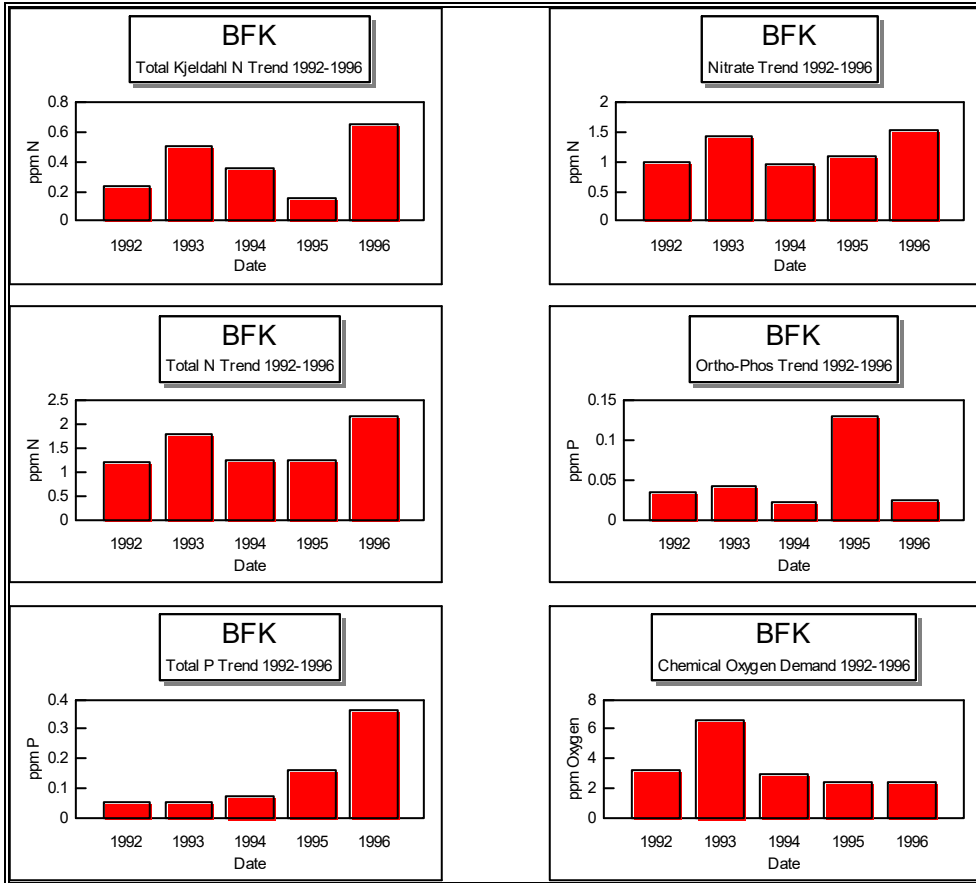 BFK
Total Kjeldahl N Trend 1992-1996
0.8
0.6
0.4
0.2
0
ppm N
1992 1993 1994 1995 1996
Date
BFK
Nitrate Trend 1992-1996
2
1.5
1
0.5
0
ppm N
1992 1993 1994 1995 1996
Date
BFK
Total N Trend 1992-1996
2.5
2
1.5
1
0.5
0
ppm N
1992 1993 1994 1995 1996
Date
BFK
Ortho-Phos Trend 1992-1996
0.15
0.1
0.05
0
ppm P
1992 1993 1994 1995 1996
Date
BFK
Total P Trend 1992-1996
0.4
0.3
0.2
0.1
0
ppm P
1992 1993 1994 1995 1996
Date
BFK
Chemical Oxygen Demand 1992-1996
8
6
4
2
0
ppm Oxygen
1992 1993 1994 1995 1996
Date